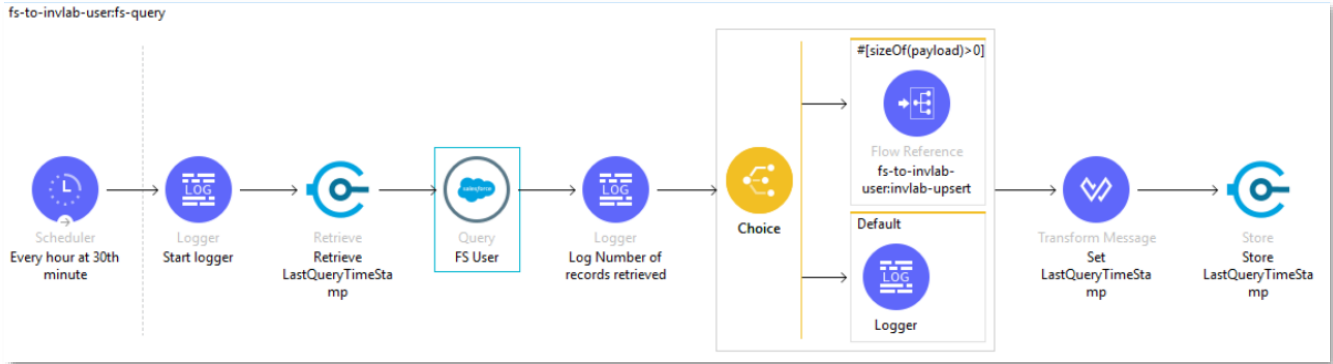 fs-to-invlab-user:fs-query
Scheduler
Every hour at 30th
minute
LOG
Logger
Start logger
Retrieve
Retrieve
LastQueryTimeSta
mp
salesforce
Query
FS User
LOG
Logger
Log Number of
records retrieved
Choice
#[sizeOf(payload)>0]
Flow Reference
fs-to-invlab-
user:invlab-upsert
Default
LOG
Logger
Transform Message
Set
LastQueryTimeSta
mp
Store
Store
LastQueryTimeSta
mp